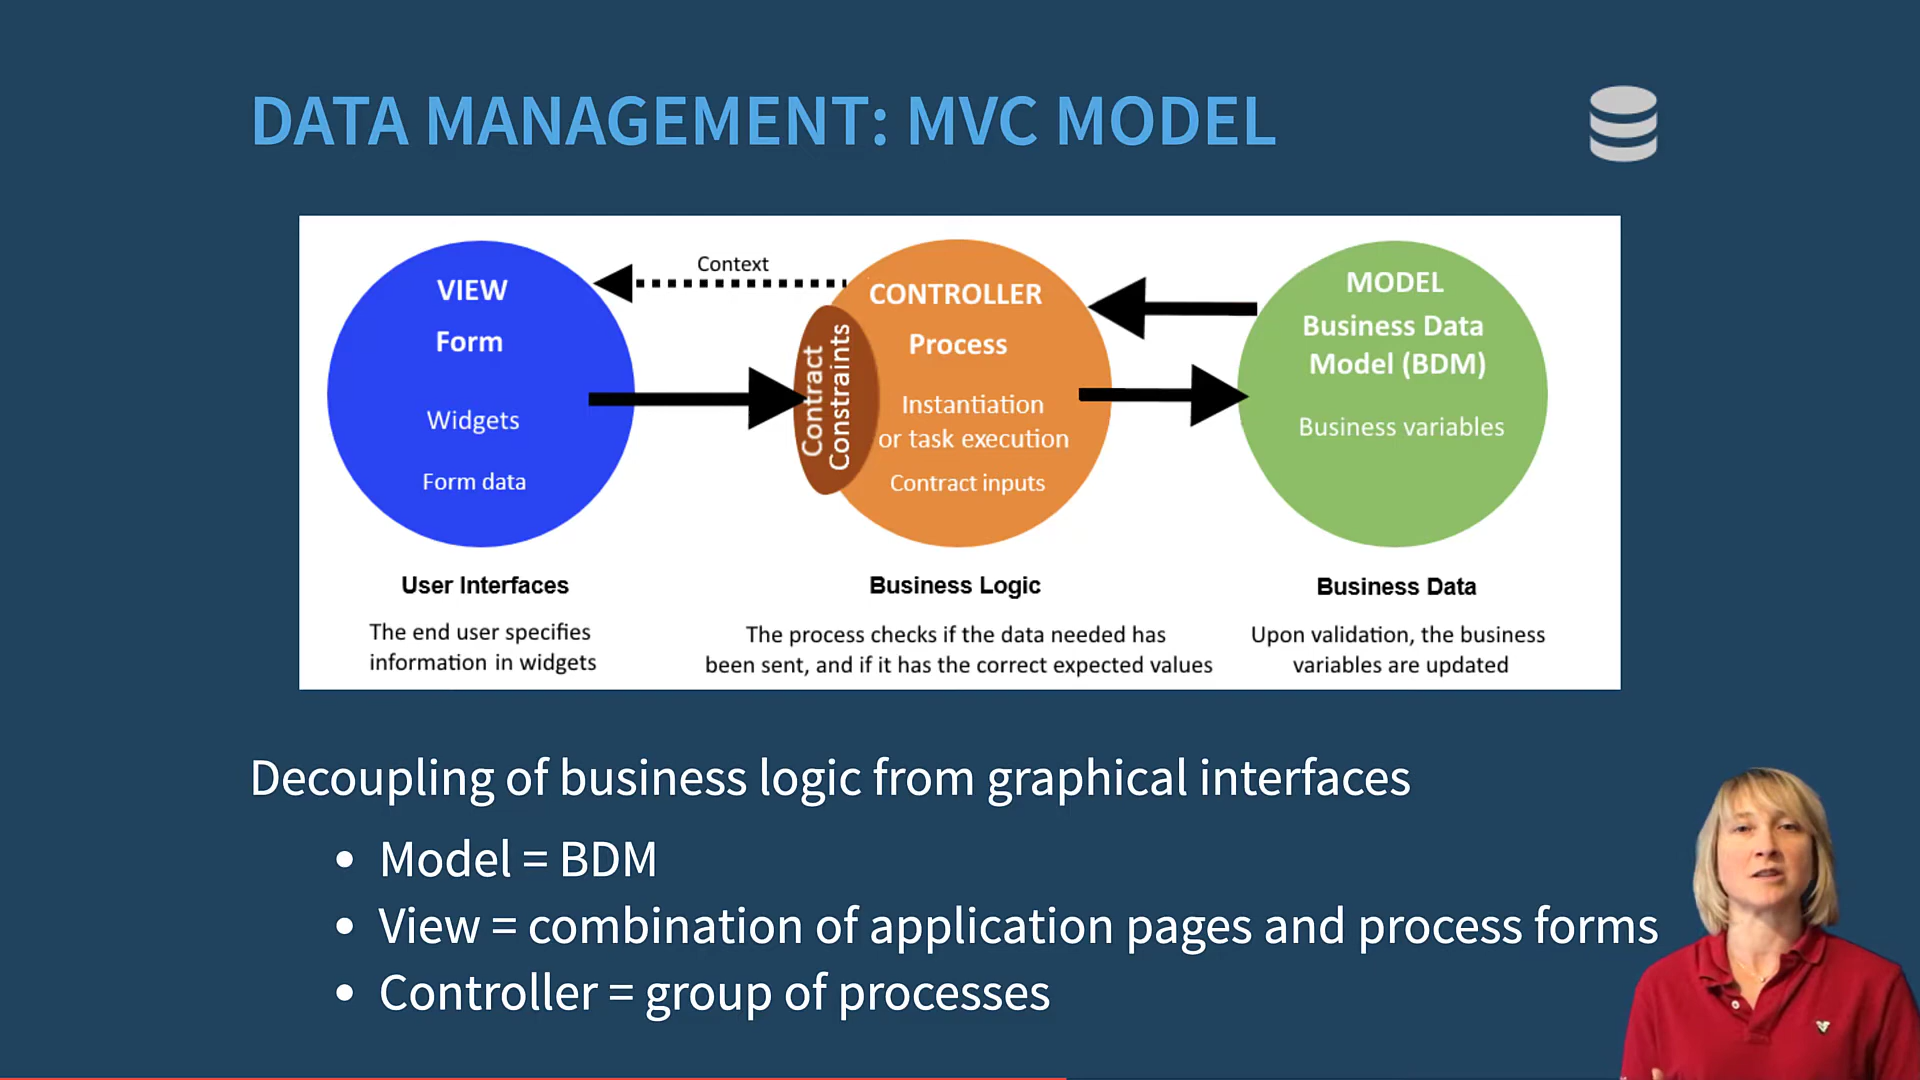 DATA MANAGEMENT: MVC MODEL
Context
VIEW
Form
Widgets
Form data
Contract
Constraints
CONTROLLER
Process
Instantiation
or task execution
Contract inputs
MODEL
Business Data
Model (BDM)
Business variables
User Interfaces
The end user specifies
information in widgets
Business Logic
The process checks if the data needed has
been sent, and if it has the correct expected values
Business Data
Upon validation, the business
variables are updated
Decoupling of business logic from graphical interfaces
• Model = BDM
• View = combination of application pages and process forms
• Controller = group of processes